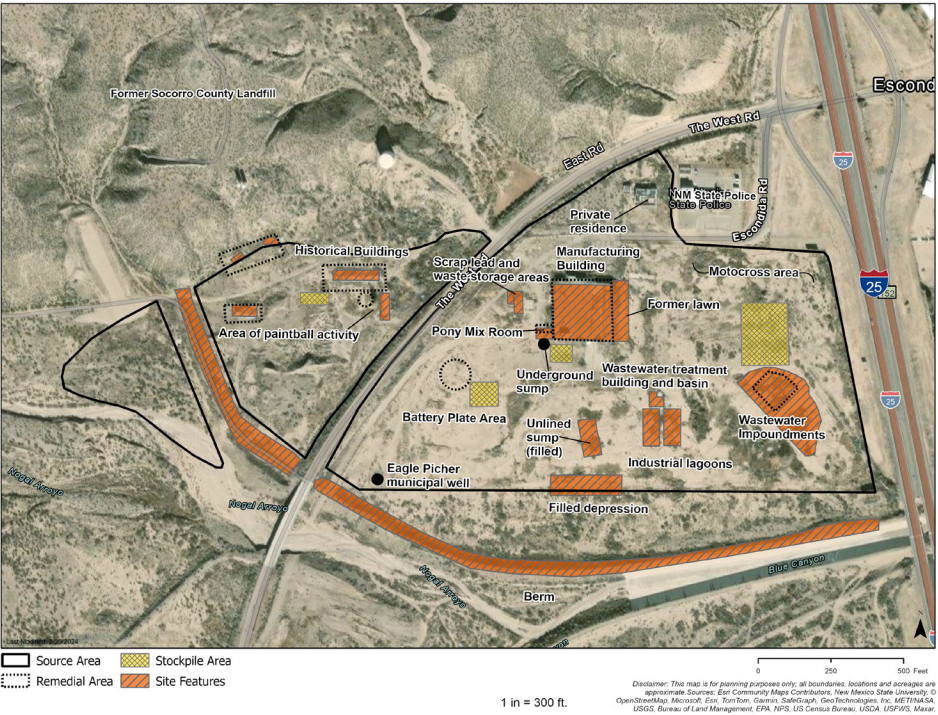 Escond
Former Socorro County Landfill
The West Rd
East Rd
25
NM State Police
State Police
Private
residence
Escondida Rd
Historical Buildings
Manufacturing
Building
Scrap lead and
waste storage areas
Motocross area
25
152
Former lawn
Area of paintball activity
Pony Mix Room
Underground
sump
Wastewater treatment
building and basin
25
Battery Plate Area
Unlined
sump
(filled)
Wastewater
Impoundments
Industrial lagoons
Eagle Picher
municipal well
Nogal Arroyo
Nogal Arroyo
Filled depression
Blue Canyon
Nogal Arroyo
Berm
Source Area
Stockpile Area
Remedial Area
Site Features
0 250 500 Feet
1 in = 300 ft.
Disclaimer: This map is for planning purposes only; all boundaries, locations and acreages are
approximate.Sources: Esri Community Maps Contributors, New Mexico State University, ©
OpenStreetMap, Microsoft, Esri, TomTom, Garmin, SafeGraph, GeoTechnologies, Inc, METI/NASA,
USGS, Bureau of Land Management, EPA, NPS, US Census Bureau, USDA, USFWS, Maxar,